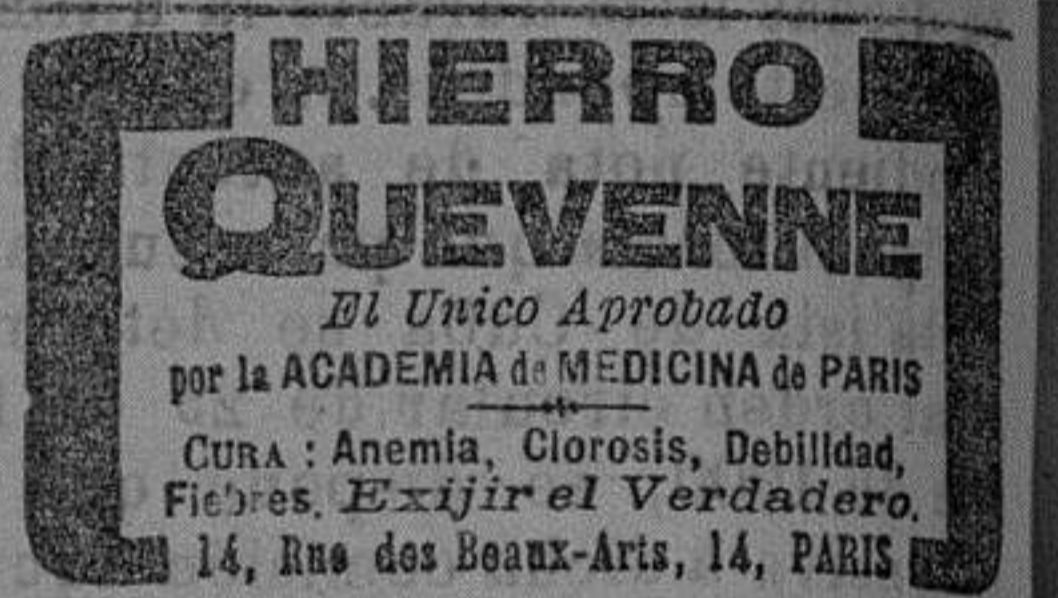 HIERRO
QUEVENNE
El Unico Aprobado
por la ACADEMIA de MEDICINA de PARIS
CURA : Anemia, Clorosis, Debilidad,
Fiebres. Exijir el Verdadero.
14, Rue des Beaux-Arts, 14, PARIS